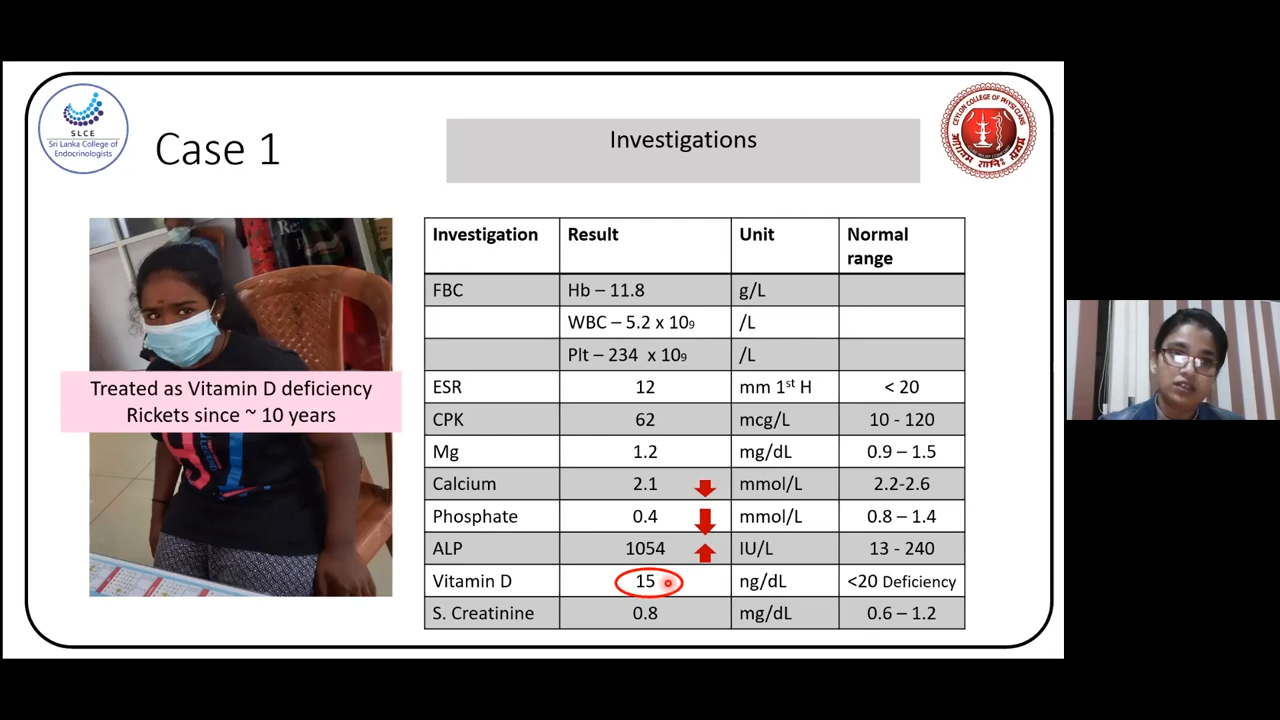 SLCE
Sri Lanka College of
Endocrinologists
Case 1
Investigations
CEYLON COLLEGE OF PHYSICIANS
Treated as Vitamin D deficiency
Rickets since ~ 10 years
Investigation Result Unit Normal range
FBC Hb – 11.8 g/L
WBC – 5.2 x 10⁹ /L
Plt – 234 x 10⁹ /L
ESR 12 mm 1st H < 20
CPK 62 mcg/L 10 - 120
Mg 1.2 mg/dL 0.9 – 1.5
Calcium 2.1 mmol/L 2.2-2.6
Phosphate 0.4 mmol/L 0.8 – 1.4
ALP 1054 IU/L 13 - 240
Vitamin D 15 ng/dL <20 Deficiency
S. Creatinine 0.8 mg/dL 0.6 – 1.2